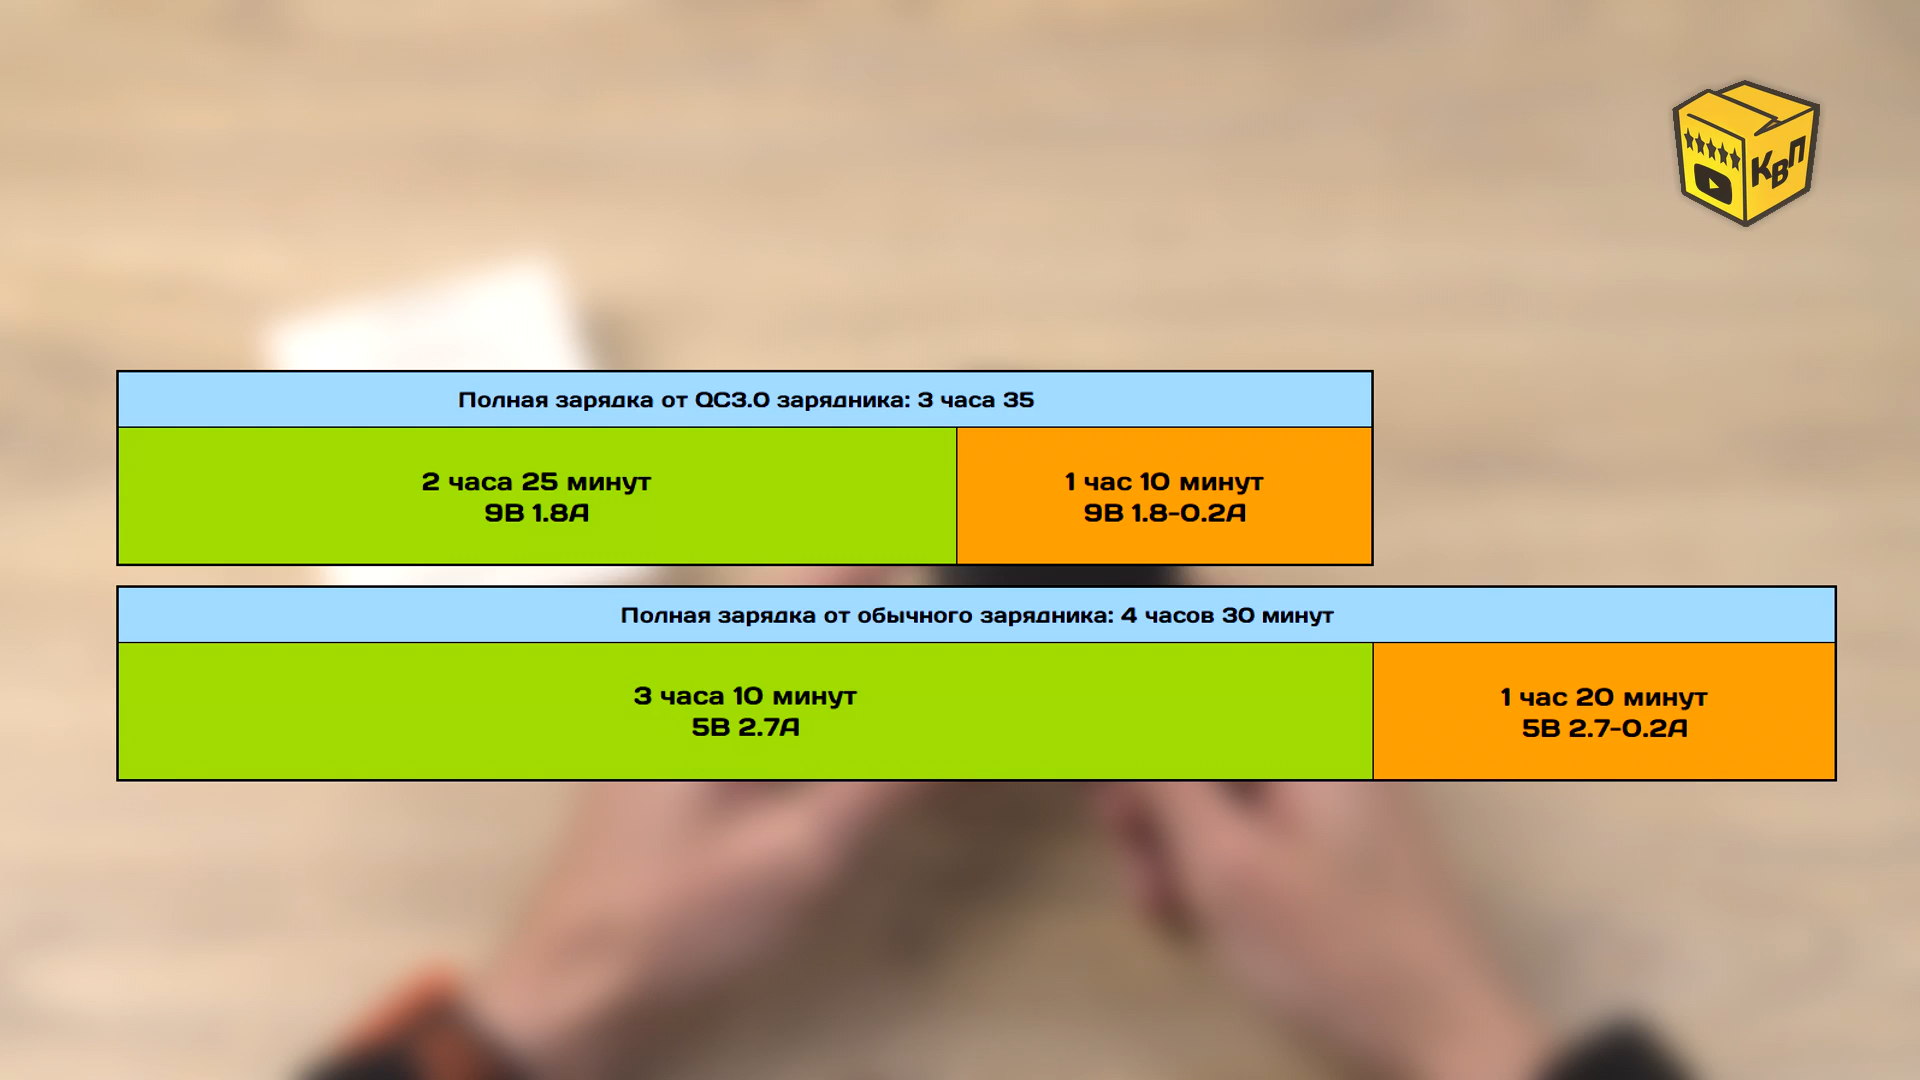 КВП
Полная зарядка от QC3.0 зарядника: 3 часа 35
2 часа 25 минут
9В 1.8А
1 час 10 минут
9В 1.8-0.2А
Полная зарядка от обычного зарядника: 4 часов 30 минут
3 часа 10 минут
5В 2.7А
1 час 20 минут
5В 2.7-0.2А